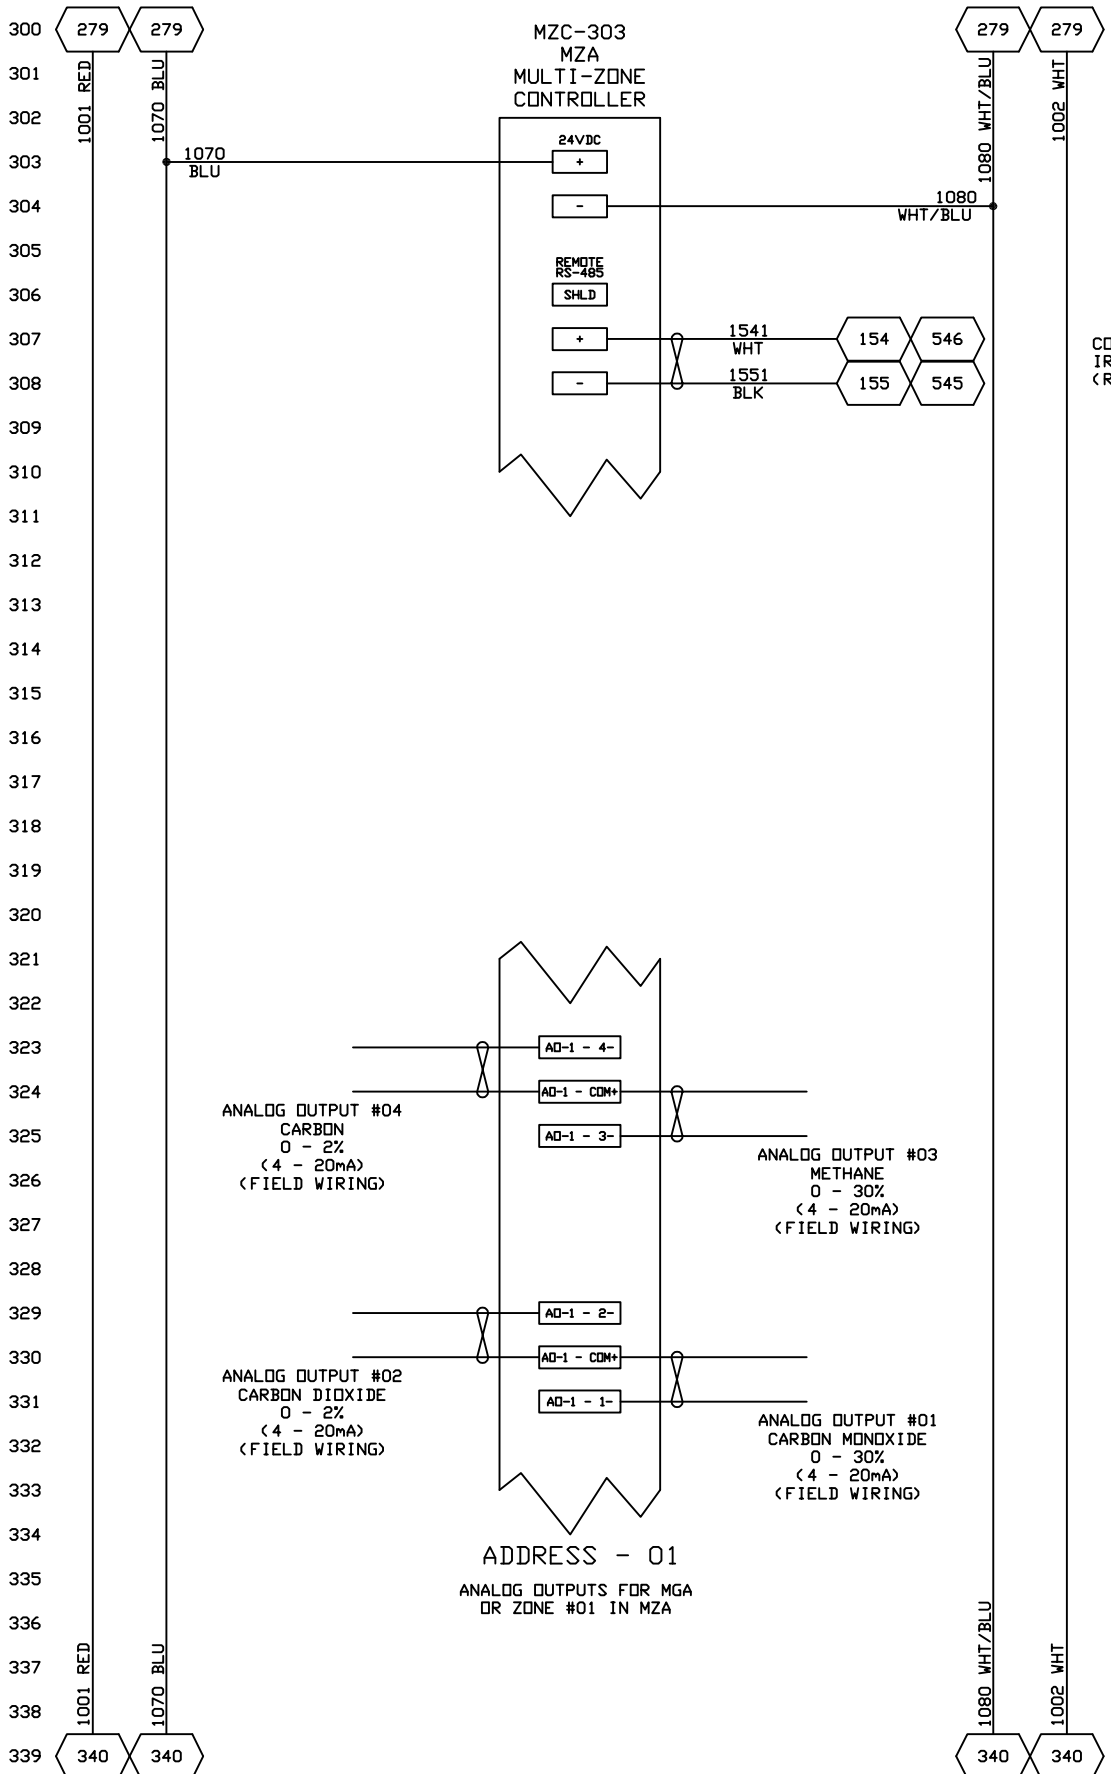 300 279 279 279 279
MZC-303
MZA
MULTI-ZONE
CONTROLLER
301
1001 RED
1070 BLU
1080 WHT/BLU
1002 WHT
302
24VDC
303 1070 +
BLU
304 - 1080
WHT/BLU
305
REMOTE
RS-485
306 SHLD
307 + 1541 154 546
WHT
CO
IR
(R
308 - 1551 155 545
BLK
309
310
311
312
313
314
315
316
317
318
319
320
321
322
323 AO-1 - 4-
324 AO-1 - COM+
325 AO-1 - 3-
ANALOG OUTPUT #04
CARBON
0 - 2%
(4 - 20mA)
(FIELD WIRING)
ANALOG OUTPUT #03
METHANE
0 - 30%
(4 - 20mA)
(FIELD WIRING)
326
327
328
329 AO-1 - 2-
330 AO-1 - COM+
331 AO-1 - 1-
ANALOG OUTPUT #02
CARBON DIOXIDE
0 - 2%
(4 - 20mA)
(FIELD WIRING)
ANALOG OUTPUT #01
CARBON MONOXIDE
0 - 30%
(4 - 20mA)
(FIELD WIRING)
332
333
334
ADDRESS - 01
335
ANALOG OUTPUTS FOR MGA
OR ZONE #01 IN MZA
336
337
1001 RED
1070 BLU
1080 WHT/BLU
1002 WHT
338
339 340 340 340 340